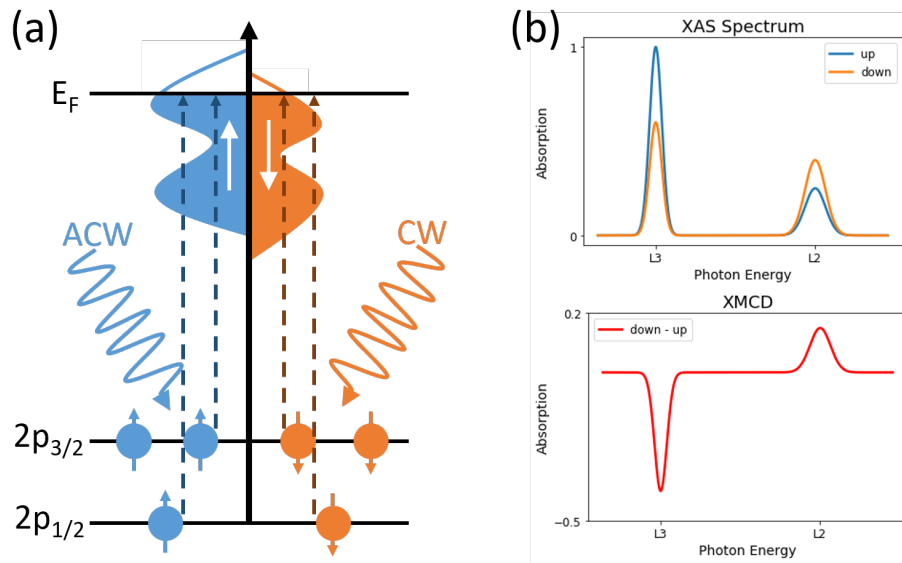 (a)
E_F
ACW
CW
2p_3/2
2p_1/2
(b)
XAS Spectrum
up
down
1
0
Absorption
L3
L2
Photon Energy
XMCD
down - up
0.2
−0.5
Absorption
L3
L2
Photon Energy